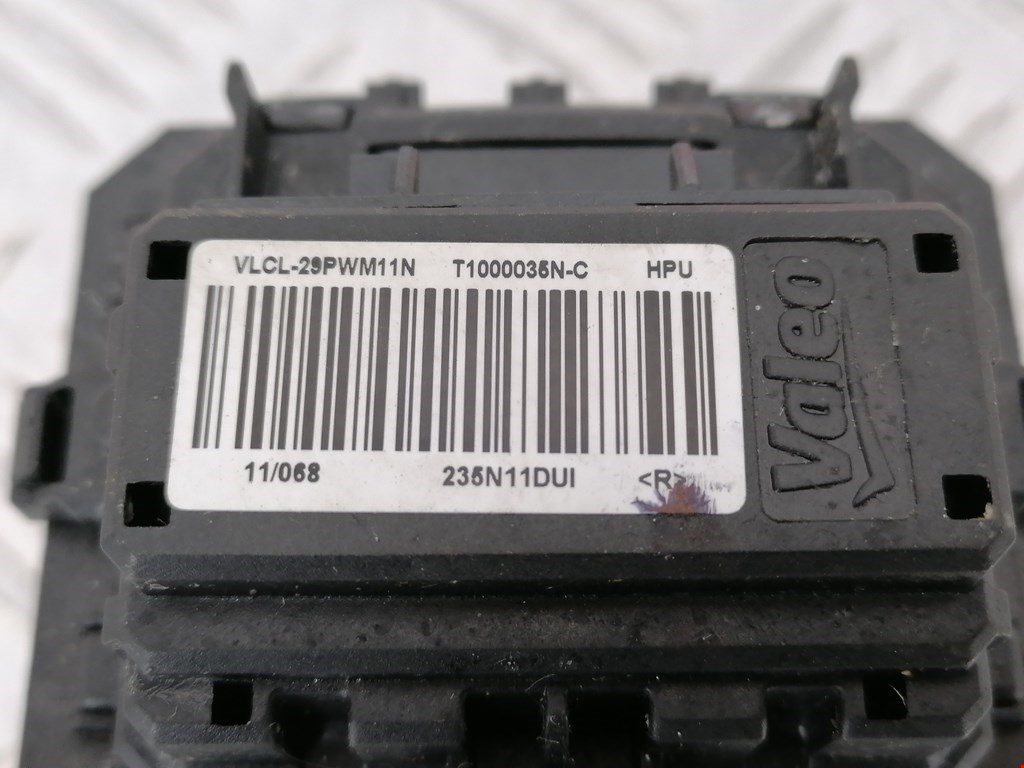 VLCL-29PWM11N T1000035N-C HPU
11/068 235N11DUI <R>
Valeo